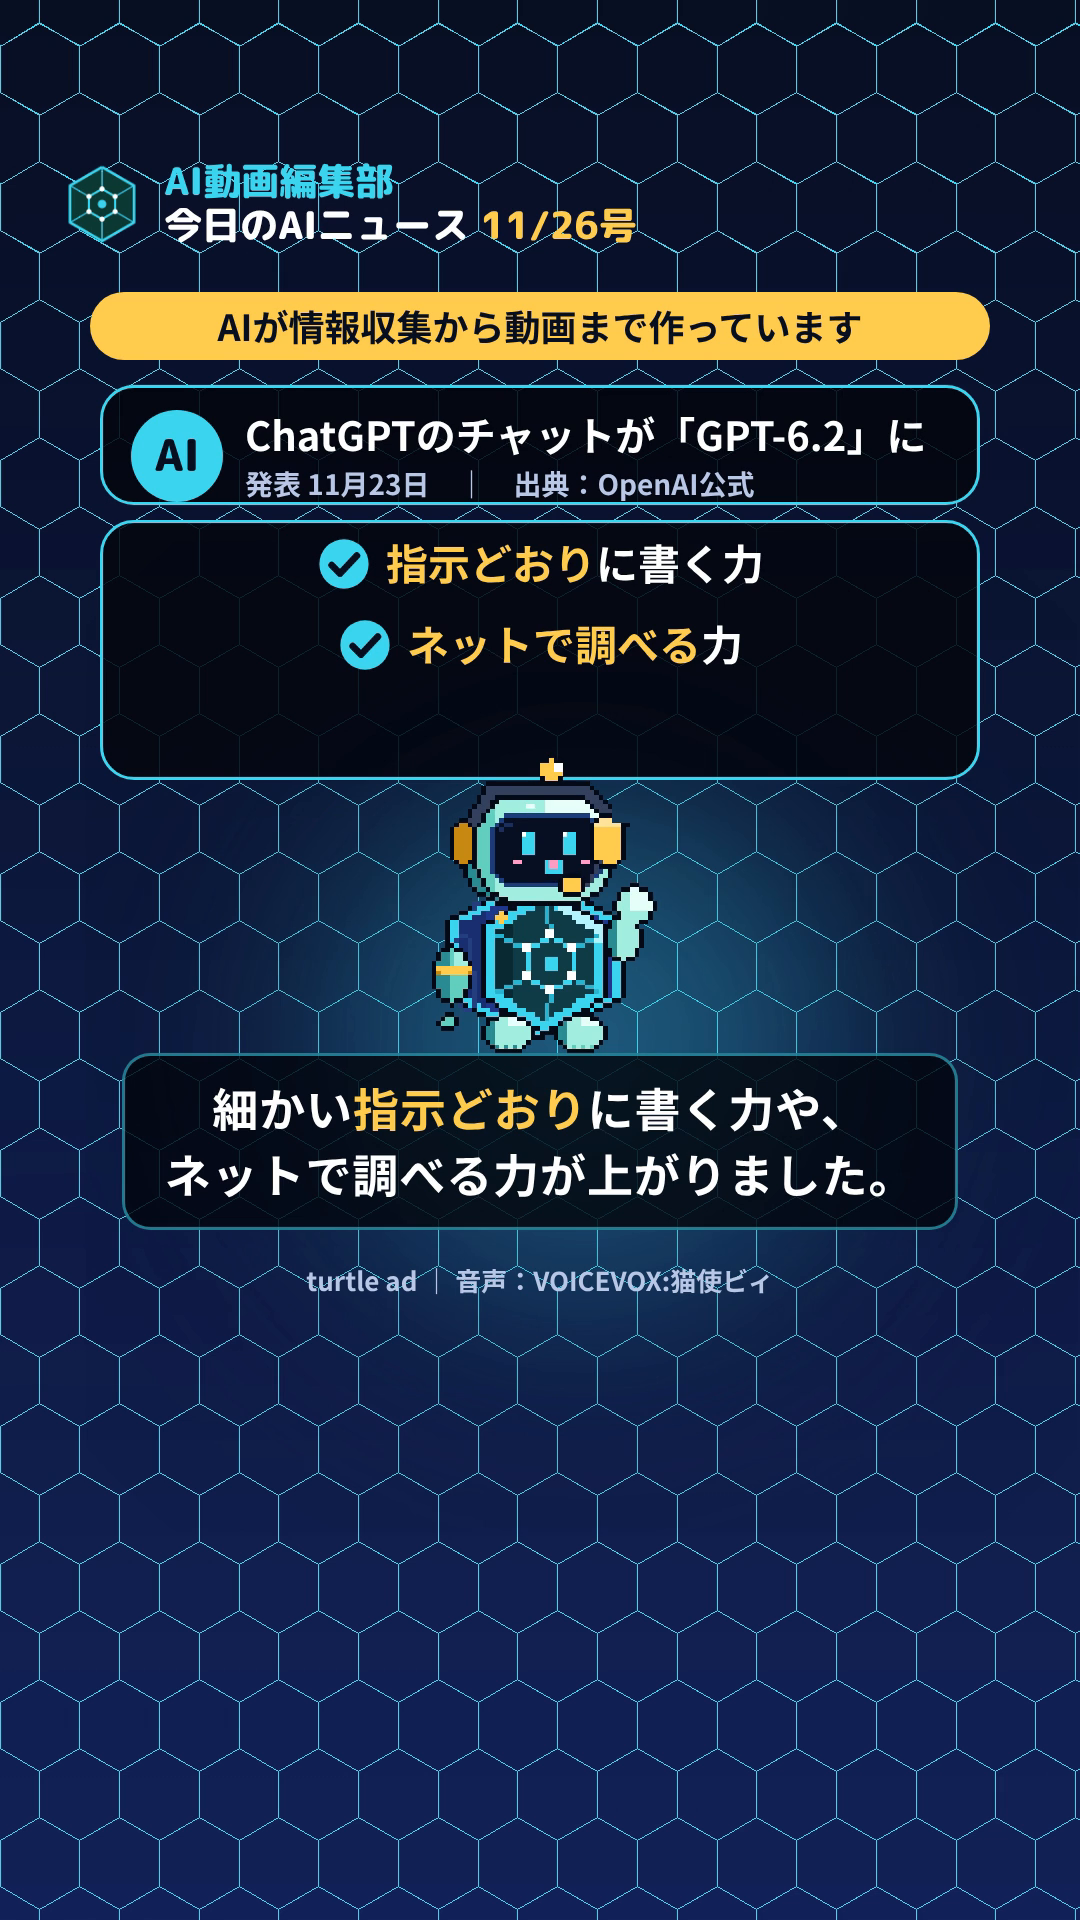 AI動画編集部
今日のAIニュース 11/26号
AIが情報収集から動画まで作っています
AI
ChatGPTのチャットが「GPT-6.2」に
発表 11月23日 | 出典：OpenAI公式
指示どおりに書く力
ネットで調べる力
細かい指示どおりに書く力や、
ネットで調べる力が上がりました。
turtle ad | 音声：VOICEVOX:猫使ビィ